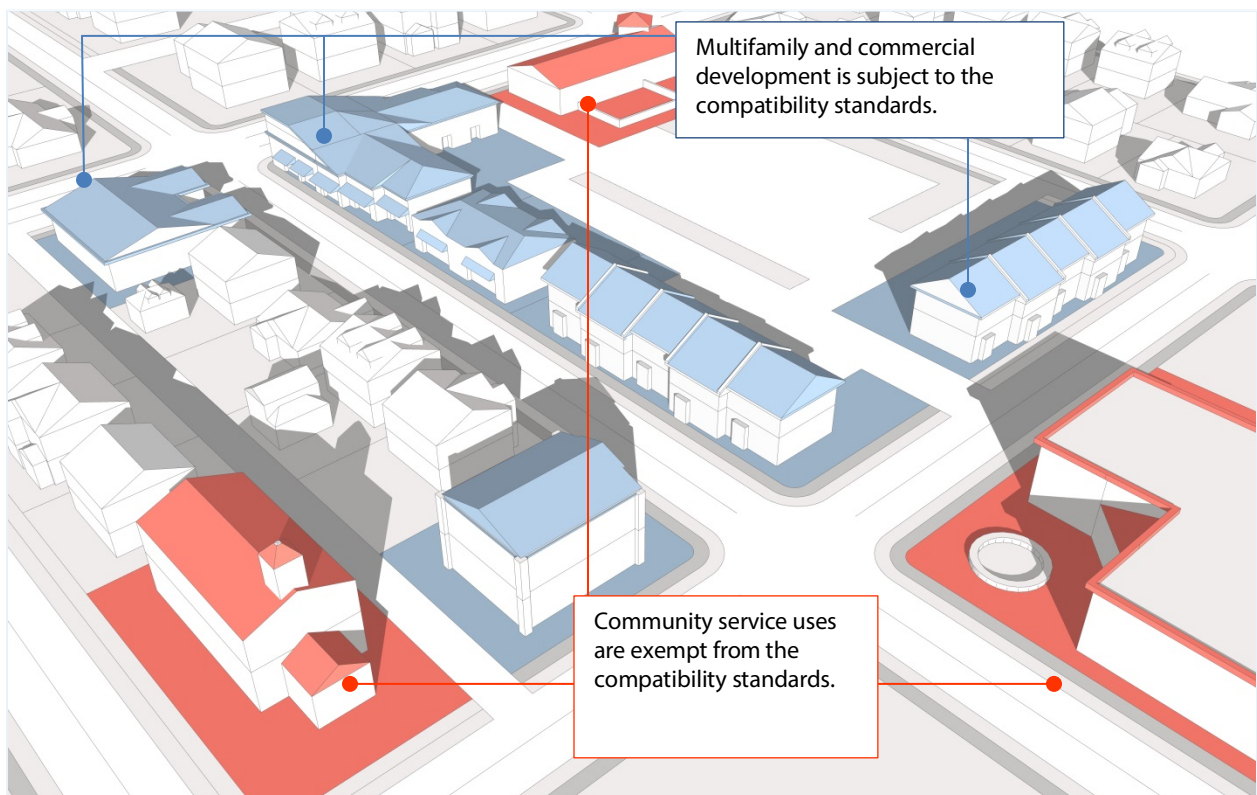 Multifamily and commercial
development is subject to the
compatibility standards.
Community service uses
are exempt from the
compatibility standards.